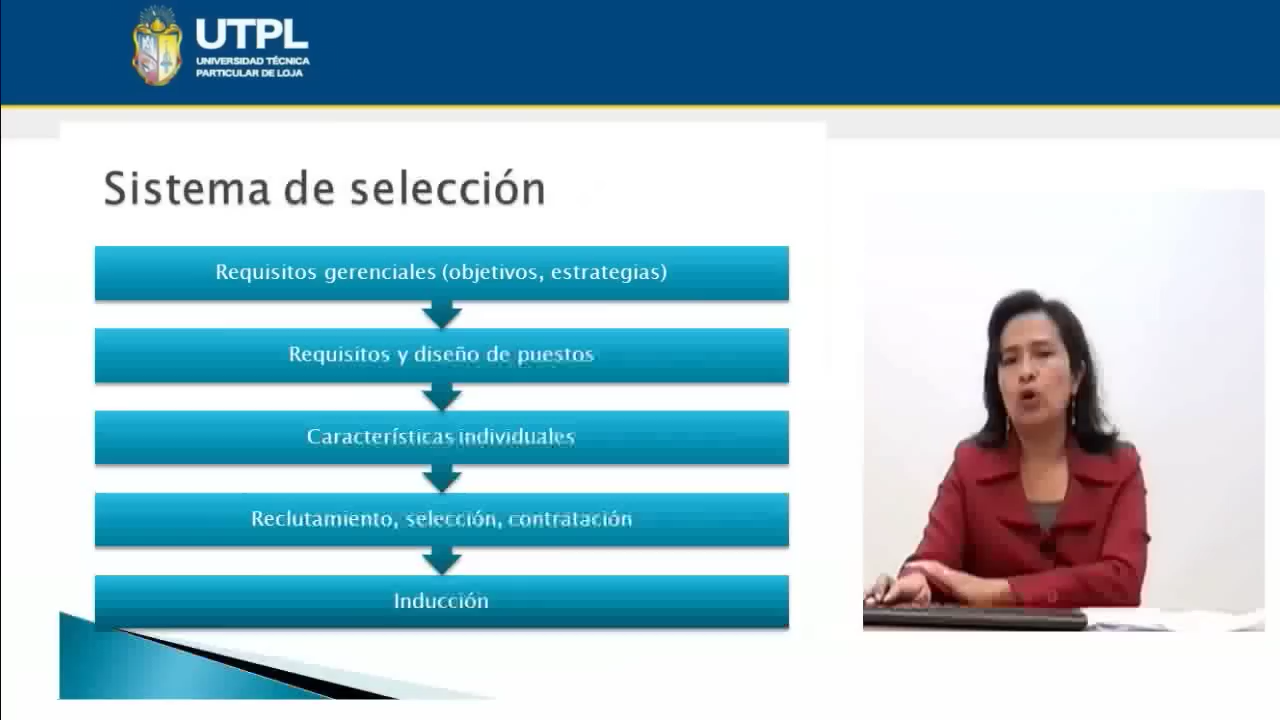 UTPL
UNIVERSIDAD TÉCNICA
PARTICULAR DE LOJA
Sistema de selección
Requisitos gerenciales (objetivos, estrategias)
Requisitos y diseño de puestos
Características individuales
Reclutamiento, selección, contratación
Inducción